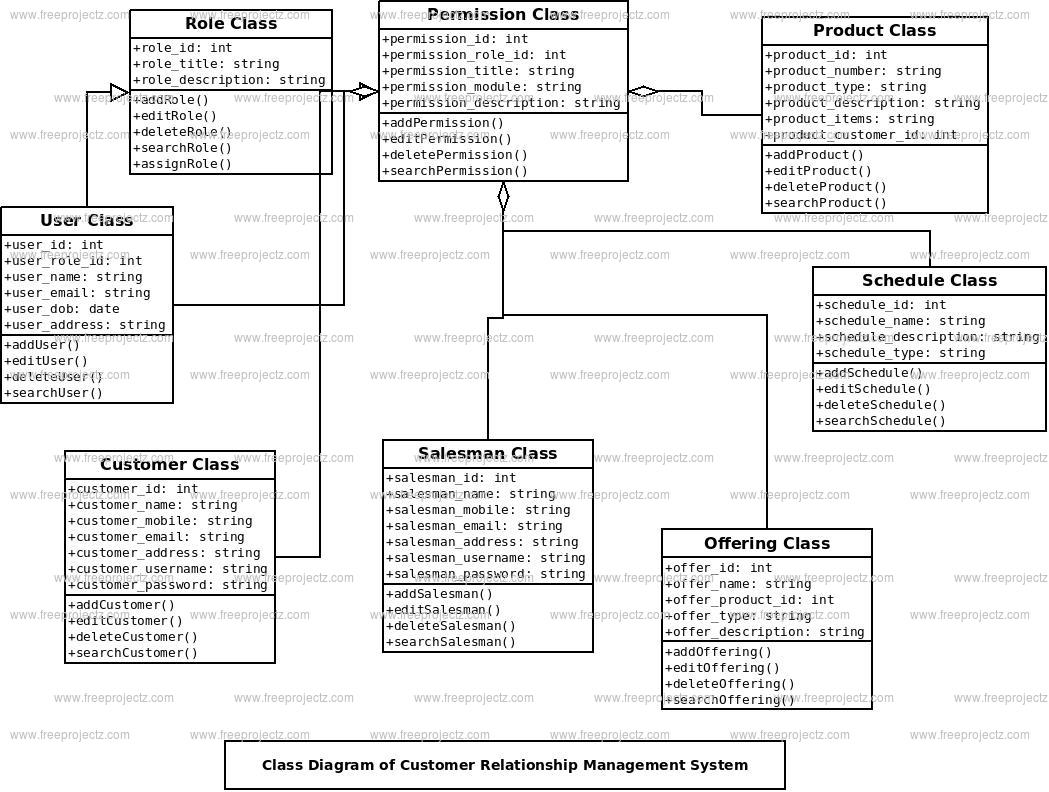 Role Class
+role_id: int
+role_title: string
+role_description: string
+addRole()
+editRole()
+deleteRole()
+searchRole()
+assignRole()
Permission Class
+permission_id: int
+permission_role_id: int
+permission_title: string
+permission_module: string
+permission_description: string
+addPermission()
+editPermission()
+deletePermission()
+searchPermission()
Product Class
+product_id: int
+product_number: string
+product_type: string
+product_description: string
+product_items: string
+product_customer_id: int
+addProduct()
+editProduct()
+deleteProduct()
+searchProduct()
User Class
+user_id: int
+user_role_id: int
+user_name: string
+user_email: string
+user_dob: date
+user_address: string
+addUser()
+editUser()
+deleteUser()
+searchUser()
Schedule Class
+schedule_id: int
+schedule_name: string
+schedule_description: string
+schedule_type: string
+addSchedule()
+editSchedule()
+deleteSchedule()
+searchSchedule()
Customer Class
+customer_id: int
+customer_name: string
+customer_mobile: string
+customer_email: string
+customer_address: string
+customer_username: string
+customer_password: string
+addCustomer()
+editCustomer()
+deleteCustomer()
+searchCustomer()
Salesman Class
+salesman_id: int
+salesman_name: string
+salesman_mobile: string
+salesman_email: string
+salesman_address: string
+salesman_username: string
+salesman_password: string
+addSalesman()
+editSalesman()
+deleteSalesman()
+searchSalesman()
Offering Class
+offer_id: int
+offer_name: string
+offer_product_id: int
+offer_type: string
+offer_description: string
+addOffering()
+editOffering()
+deleteOffering()
+searchOffering()
Class Diagram of Customer Relationship Management System
www.freeprojectz.com